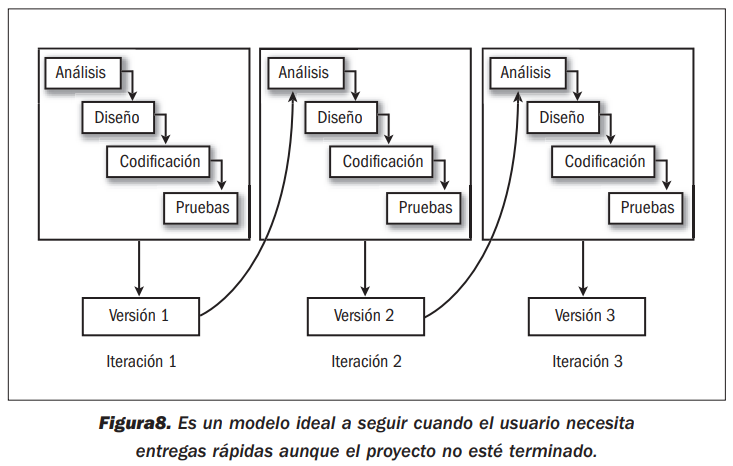 Análisis
Diseño
Codificación
Pruebas
Versión 1
Iteración 1
Análisis
Diseño
Codificación
Pruebas
Versión 2
Iteración 2
Análisis
Diseño
Codificación
Pruebas
Versión 3
Iteración 3
Figura8. Es un modelo ideal a seguir cuando el usuario necesita
entregas rápidas aunque el proyecto no esté terminado.